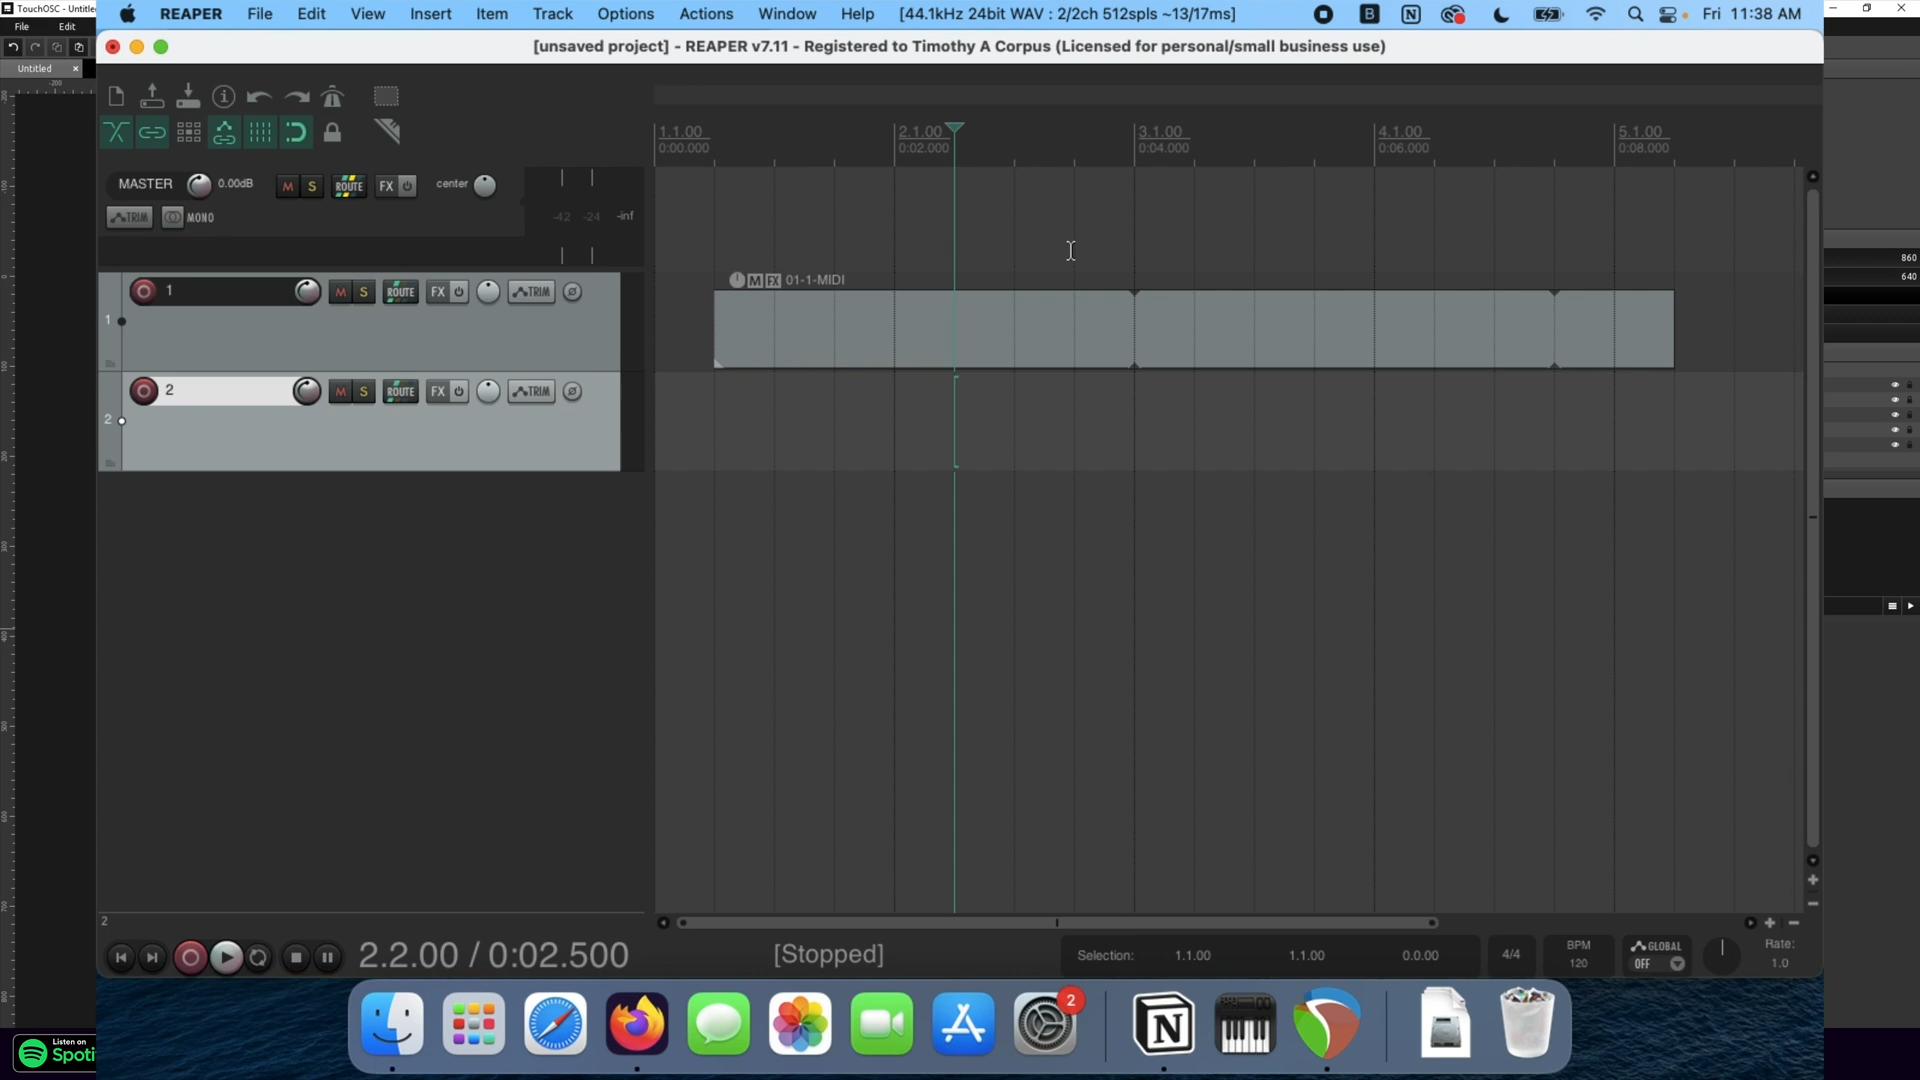 TouchOSC - Untitle
File Edit
Untitled ×
-200
REAPER File Edit View Insert Item Track Options Actions Window Help [44.1kHz 24bit WAV : 2/2ch 512spls ~13/17ms] Fri 11:38 AM
[unsaved project] - REAPER v7.11 - Registered to Timothy A Corpus (Licensed for personal/small business use)
1.1.00 2.1.00 3.1.00 4.1.00 5.1.00
0:00.000 0:02.000 0:04.000 0:06.000 0:08.000
MASTER 0.00dB M S ROUTE FX center
TRIM MONO -42 -24 -inf
M FX 01-1-MIDI
1 M S ROUTE FX TRIM
1
2 M S ROUTE FX TRIM
2
860
640
2
2.2.00 / 0:02.500 [Stopped] Selection: 1.1.00 1.1.00 0.0.00 4/4 BPM 120 GLOBAL OFF Rate: 1.0
2
Listen on
Spoti